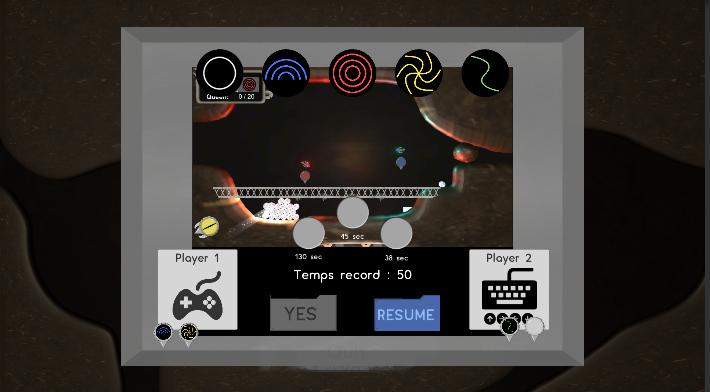 Queen: 0 / 20
45 sec
130 sec
38 sec
Player 1
Player 2
Temps record : 50
YES
RESUME